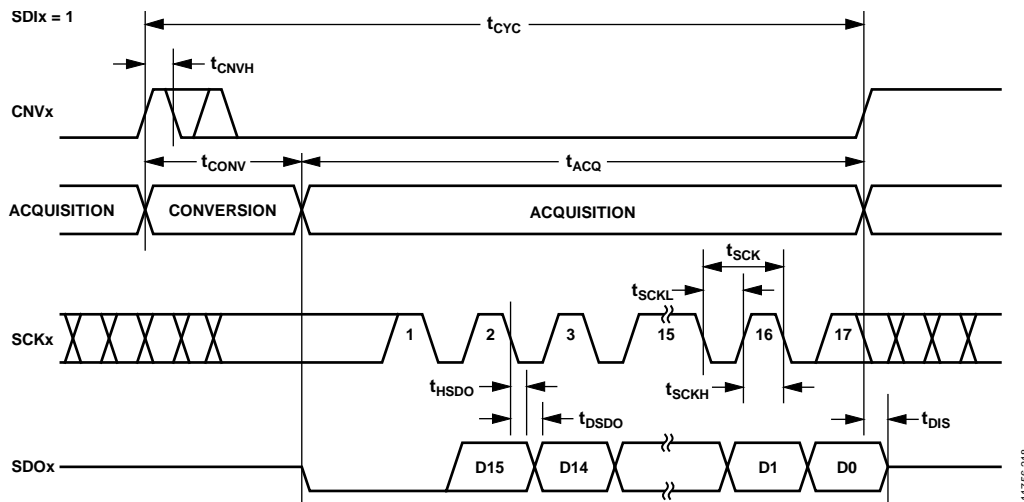 SDIx = 1
tCYC
tCNVH
CNVx
tCONV
tACQ
ACQUISITION
CONVERSION
ACQUISITION
tSCK
tSCKL
SCKx
1
2
3
15
16
17
tHSDO
tSCKH
tDSDO
tDIS
SDOx
D15
D14
D1
D0